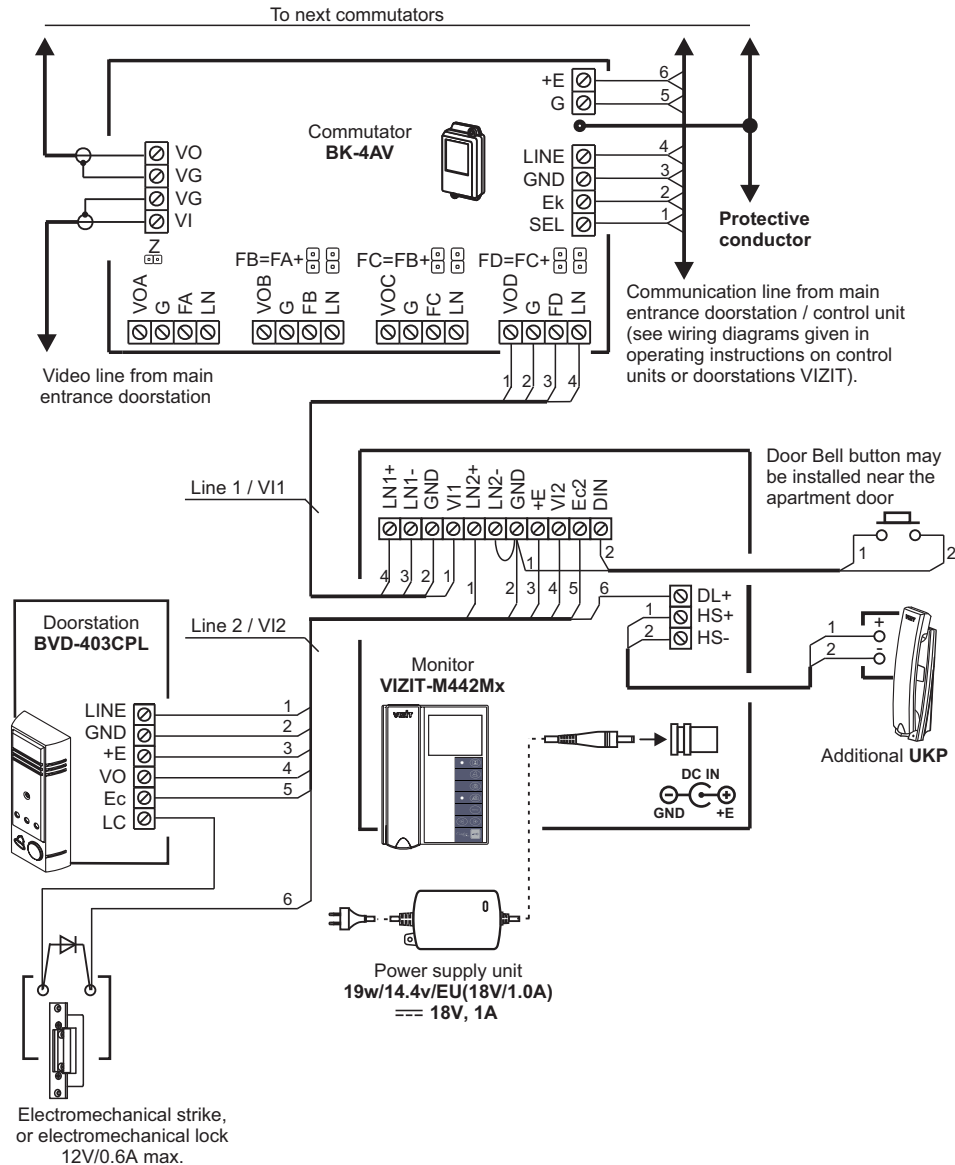 To next commutators
+E
G
6
5
Commutator
BK-4AV
VO
VG
VG
VI
LINE
GND
Ek
SEL
4
3
2
1
Protective
conductor
Z
FB=FA+
FC=FB+
FD=FC+
VOA
G
FA
LN
VOB
G
FB
LN
VOC
G
FC
LN
VOD
G
FD
LN
Communication line from main
entrance doorstation / control unit
(see wiring diagrams given in
operating instructions on control
units or doorstations VIZIT).
Video line from main
entrance doorstation
1
2
3
4
Line 1 / VI1
LN1+
LN1-
GND
VI1
LN2+
LN2-
GND
+E
VI2
Ec2
DIN
Door Bell button may
be installed near the
apartment door
1
2
4
3
2
1
1
2
3
4
5
6
1
2
DL+
HS+
HS-
1
2
1
2
+
-
VIZIT
Additional UKP
Doorstation
BVD-403CPL
Line 2 / VI2
LINE
GND
+E
VO
Ec
LC
1
2
3
4
5
6
Monitor
VIZIT-M442Mx
VIZIT
DC IN
GND
+E
Power supply unit
19w/14.4v/EU(18V/1.0A)
18V, 1A
Electromechanical strike,
or electromechanical lock
12V/0.6A max.